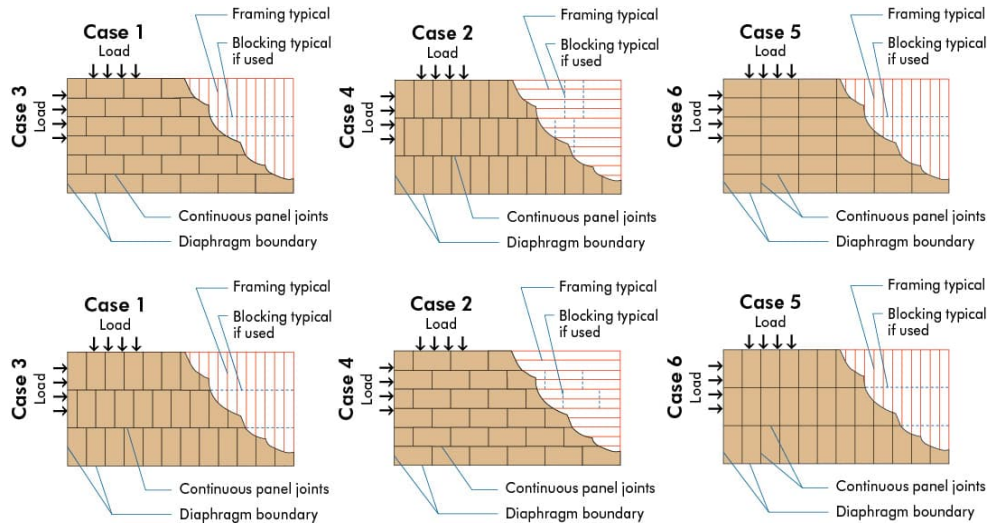 Case 1
Load
Framing typical
Blocking typical
if used
Case 3
Load
Continuous panel joints
Diaphragm boundary
Case 2
Load
Framing typical
Blocking typical
if used
Case 4
Load
Continuous panel joints
Diaphragm boundary
Case 5
Load
Framing typical
Blocking typical
if used
Case 6
Load
Continuous panel joints
Diaphragm boundary
Case 1
Load
Framing typical
Blocking typical
if used
Case 3
Load
Continuous panel joints
Diaphragm boundary
Case 2
Load
Framing typical
Blocking typical
if used
Case 4
Load
Continuous panel joints
Diaphragm boundary
Case 5
Load
Framing typical
Blocking typical
if used
Case 6
Load
Continuous panel joints
Diaphragm boundary